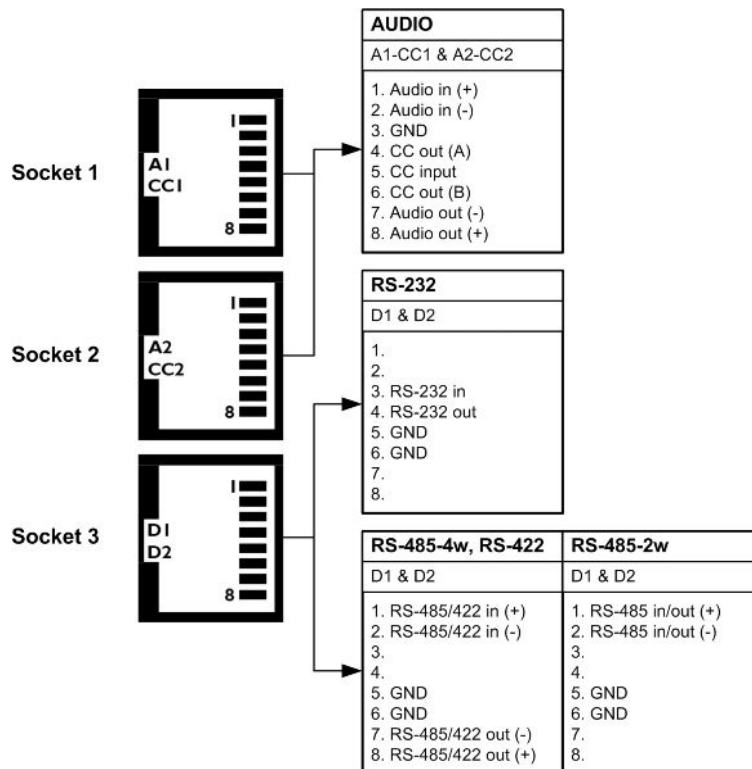 Socket 1
1
A1
CC1
8
Socket 2
1
A2
CC2
8
Socket 3
1
D1
D2
8
AUDIO
A1-CC1 & A2-CC2
1. Audio in (+)
2. Audio in (-)
3. GND
4. CC out (A)
5. CC input
6. CC out (B)
7. Audio out (-)
8. Audio out (+)
RS-232
D1 & D2
1.
2.
3. RS-232 in
4. RS-232 out
5. GND
6. GND
7.
8.
RS-485-4w, RS-422
D1 & D2
1. RS-485/422 in (+)
2. RS-485/422 in (-)
3.
4.
5. GND
6. GND
7. RS-485/422 out (-)
8. RS-485/422 out (+)
RS-485-2w
D1 & D2
1. RS-485 in/out (+)
2. RS-485 in/out (-)
3.
4.
5. GND
6. GND
7.
8.